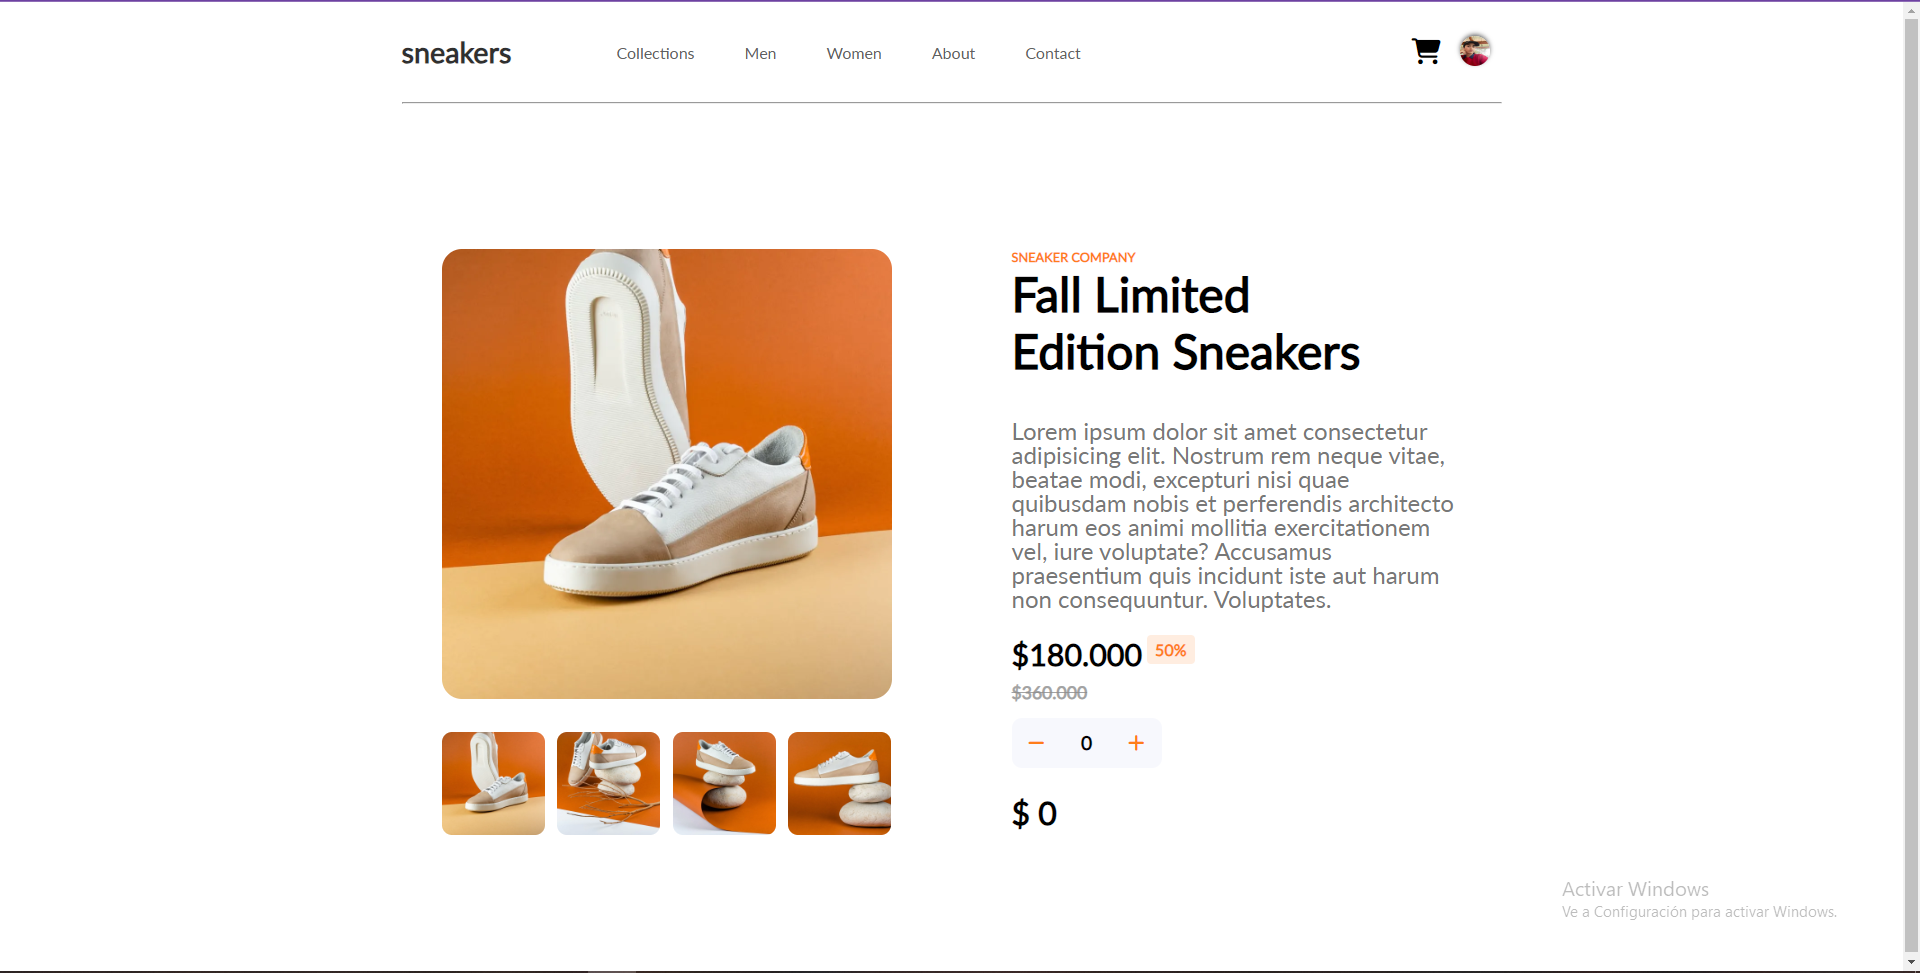 sneakers
Collections
Men
Women
About
Contact
SNEAKER COMPANY
Fall Limited
Edition Sneakers
Lorem ipsum dolor sit amet consectetur
adipisicing elit. Nostrum rem neque vitae,
beatae modi, excepturi nisi quae
quibusdam nobis et perferendis architecto
harum eos animi mollitia exercitationem
vel, iure voluptate? Accusamus
praesentium quis incidunt iste aut harum
non consequuntur. Voluptates.
$180.000 50%
$360.000
− 0 +
$ 0
Activar Windows
Ve a Configuración para activar Windows.